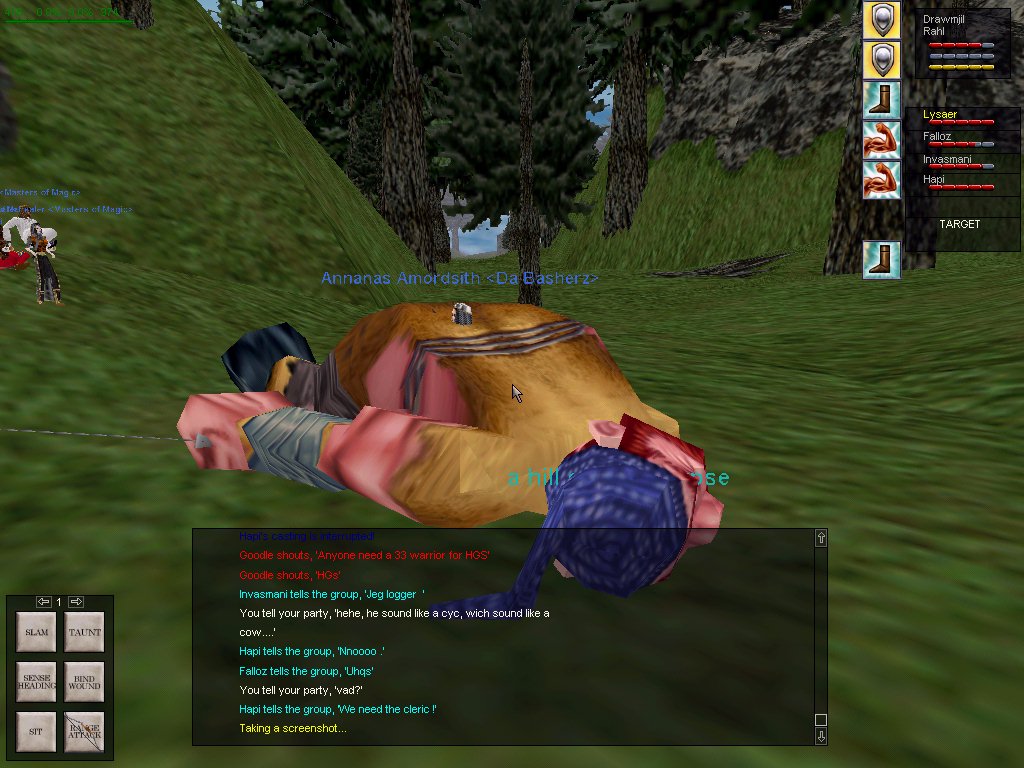 Drawmjil
Rahl
Lysaer
Falloz
Invasmani
Hapi
TARGET
<Masters of Magic>
<Masters of Magic>
Annanas Amordsith <Da Basherz>
a hill
Hapi's casting is interrupted!
Goodle shouts, 'Anyone need a 33 warrior for HGS'
Goodle shouts, 'HGs'
Invasmani tells the group, 'Jeg logger '
You tell your party, 'hehe, he sound like a cyc, wich sound like a
cow....'
Hapi tells the group, 'Nnoooo .'
Falloz tells the group, 'Uhqs'
You tell your party, 'vad?'
Hapi tells the group, 'We need the cleric !'
Taking a screenshot...
1
SLAM
TAUNT
SENSE
HEADING
BIND
WOUND
SIT
RANGE
ATTACK